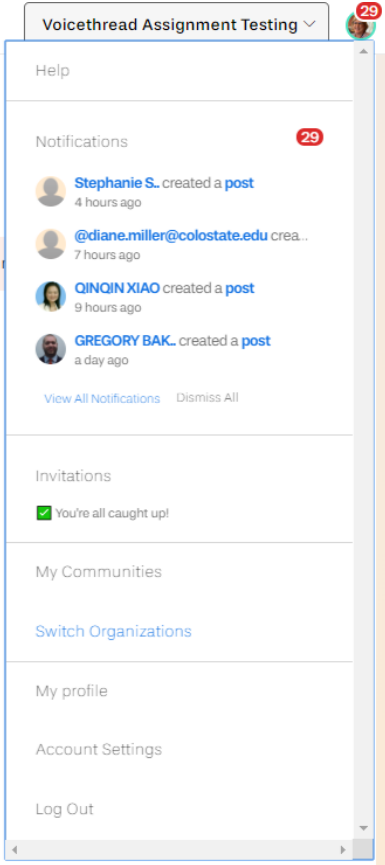 Voicethread Assignment Testing
29
Help
Notifications 29
Stephanie S.. created a post
4 hours ago
@diane.miller@colostate.edu crea...
7 hours ago
QINQIN XIAO created a post
9 hours ago
GREGORY BAK.. created a post
a day ago
View All Notifications Dismiss All
Invitations
You're all caught up!
My Communities
Switch Organizations
My profile
Account Settings
Log Out